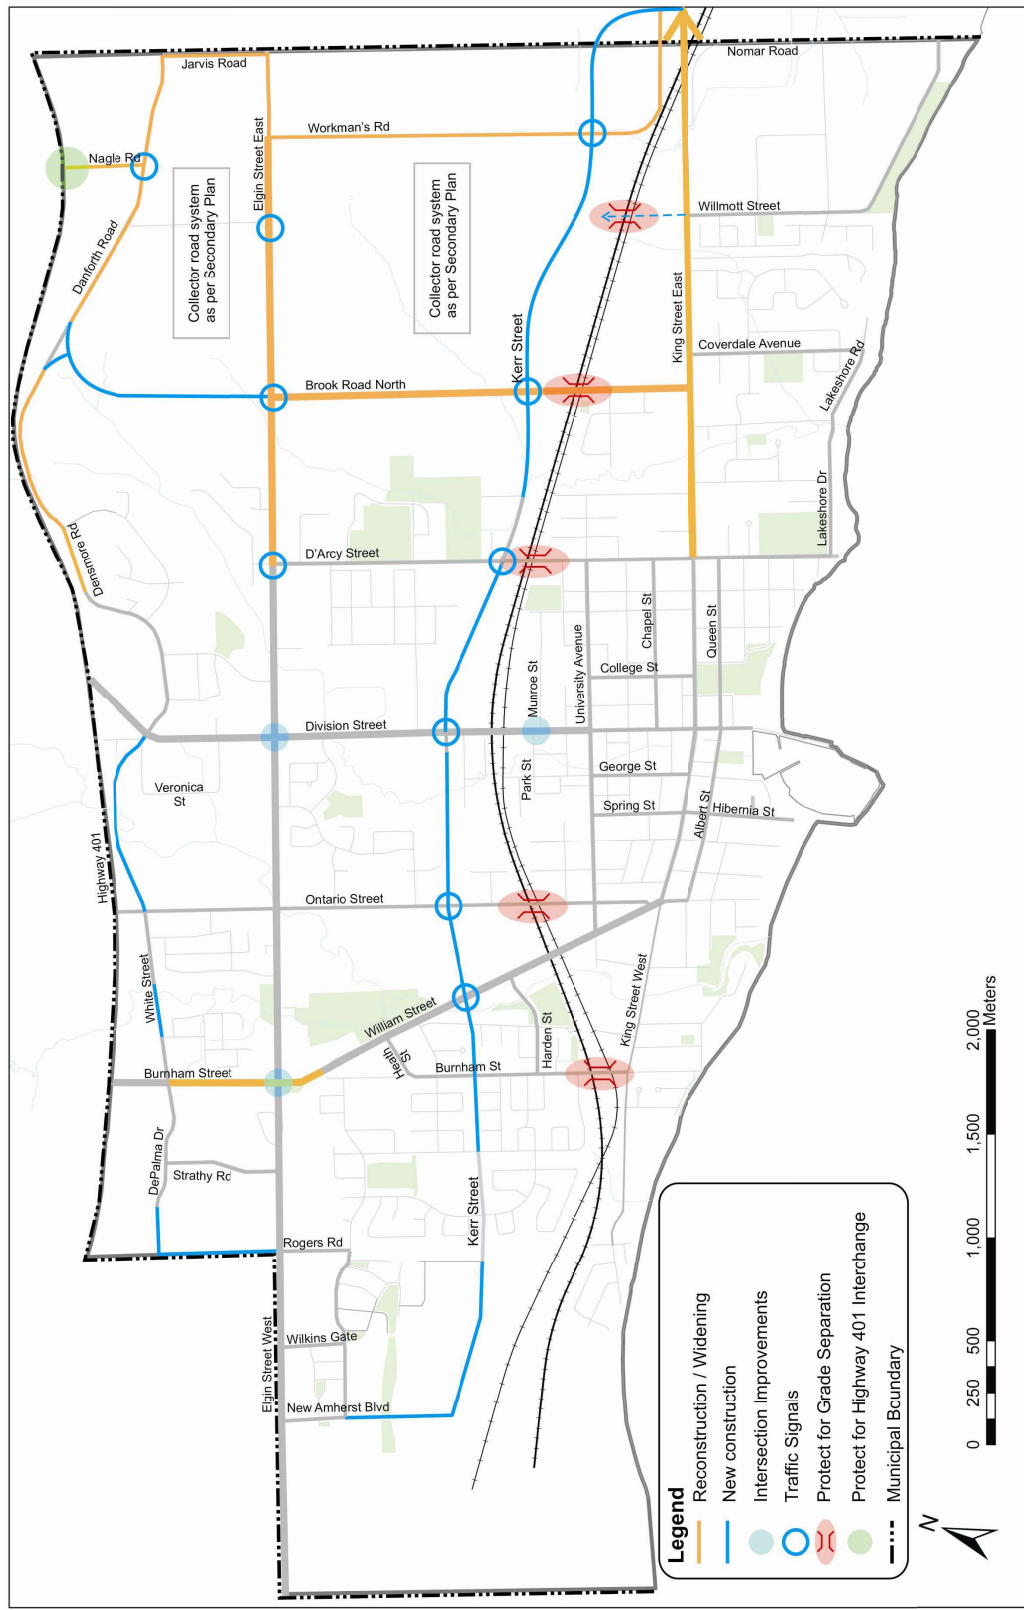 Nomar Road
Jarvis Road
Workman's Rd
Elgin Street East
Nagle Rd
Collector road system
as per Secondary Plan
Collector road system
as per Secondary Plan
Willmott Street
Danforth Road
King Street East
Kerr Street
Coverdale Avenue
Lakeshore Rd
Brook Road North
Lakeshore Dr
Densmore Rd
D'Arcy Street
Chapel St
Queen St
University Avenue
College St
Munroe St
Division Street
Park St
George St
Veronica
St
Spring St
Albert St
Hibernia St
Highway 401
Ontario Street
White Street
King Street West
William Street
Harden St
Heath
St
Burnham St
Burnham Street
DePalma Dr
Strathy Rd
Kerr Street
Rogers Rd
Elgin Street West
Wilkins Gate
New Amherst Blvd
Legend
Reconstruction / Widening
New construction
Intersection Improvements
Traffic Signals
Protect for Grade Separation
Protect for Highway 401 Interchange
Municipal Boundary
0 250 500 1,000 1,500 2,000
Meters
N